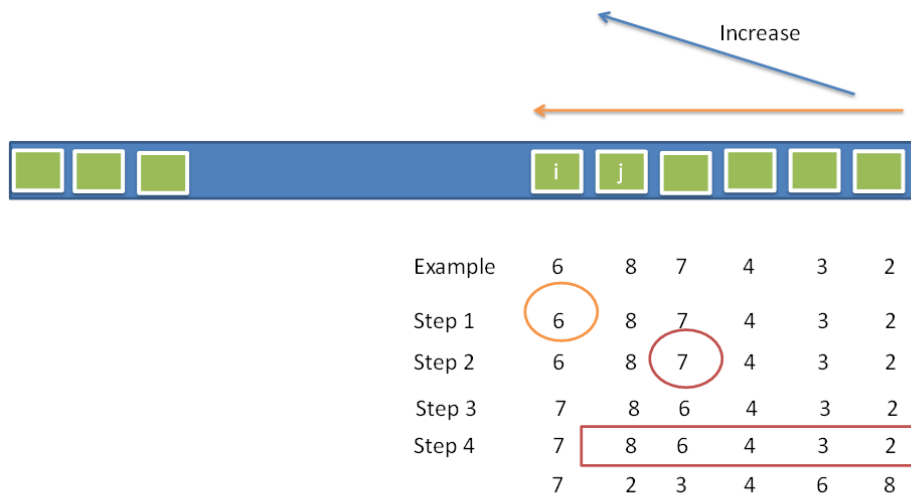 Increase
i j
Example 6 8 7 4 3 2
Step 1 6 8 7 4 3 2
Step 2 6 8 7 4 3 2
Step 3 7 8 6 4 3 2
Step 4 7 8 6 4 3 2
7 2 3 4 6 8